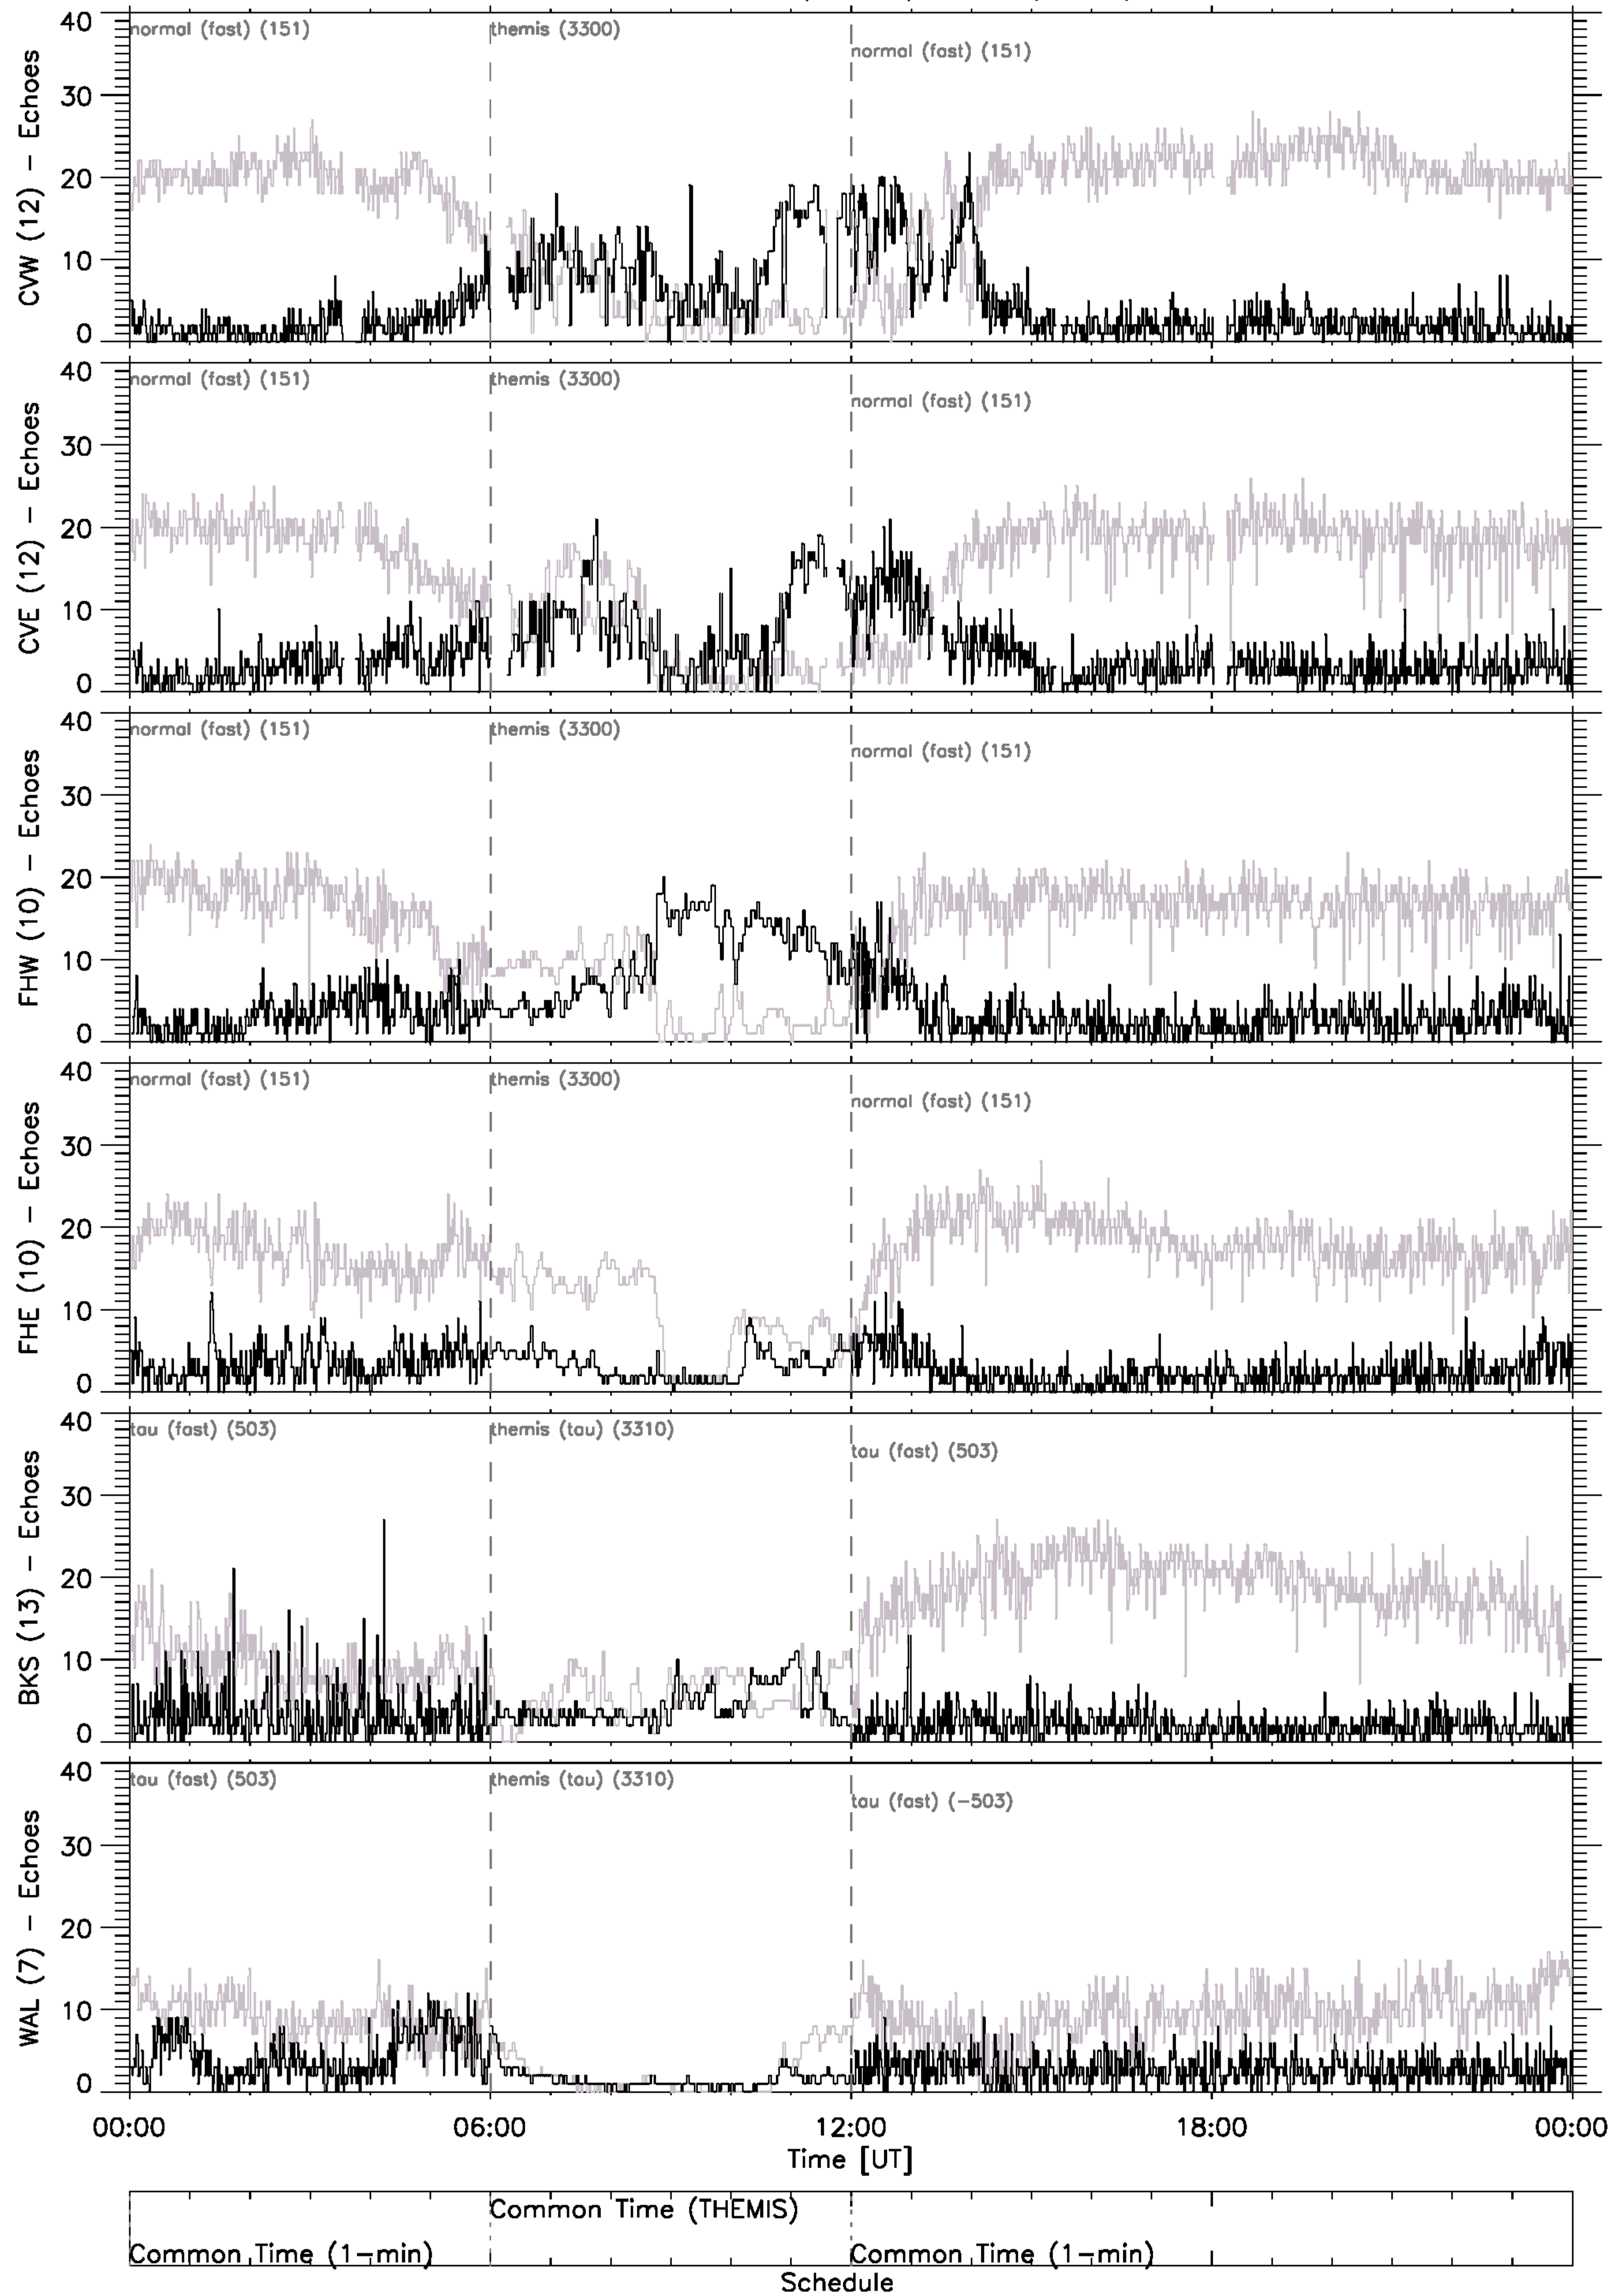 40
normal (fast) (151) themis (3300)
normal (fast) (151)
30
20
10
0
CVW (12) – Echoes
40
normal (fast) (151) themis (3300)
normal (fast) (151)
30
20
10
0
CVE (12) – Echoes
40
normal (fast) (151) themis (3300)
normal (fast) (151)
30
20
10
0
FHW (10) – Echoes
40
normal (fast) (151) themis (3300)
normal (fast) (151)
30
20
10
0
FHE (10) – Echoes
40
tau (fast) (503) themis (tau) (3310)
tau (fast) (503)
30
20
10
0
BKS (13) – Echoes
40
tau (fast) (503) themis (tau) (3310)
tau (fast) (−503)
30
20
10
0
WAL (7) – Echoes
00:00 06:00 12:00 18:00 00:00
Time [UT]
Common Time (THEMIS)
Common Time (1−min) Common Time (1−min)
Schedule